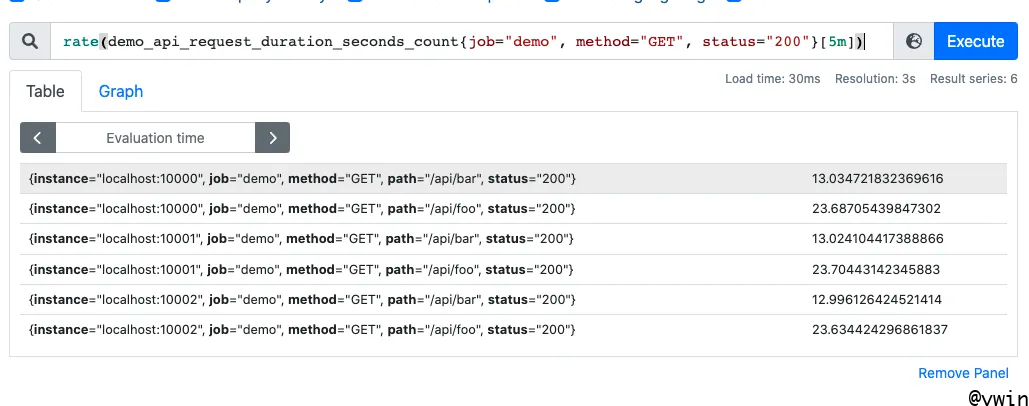 rate(demo_api_request_duration_seconds_count{job="demo", method="GET", status="200"}[5m])
Execute
Load time: 30ms Resolution: 3s Result series: 6
Table
Graph
Evaluation time
{instance="localhost:10000", job="demo", method="GET", path="/api/bar", status="200"} 13.034721832369616
{instance="localhost:10000", job="demo", method="GET", path="/api/foo", status="200"} 23.68705439847302
{instance="localhost:10001", job="demo", method="GET", path="/api/bar", status="200"} 13.024104417388866
{instance="localhost:10001", job="demo", method="GET", path="/api/foo", status="200"} 23.70443142345883
{instance="localhost:10002", job="demo", method="GET", path="/api/bar", status="200"} 12.996126424521414
{instance="localhost:10002", job="demo", method="GET", path="/api/foo", status="200"} 23.634424296861837
Remove Panel